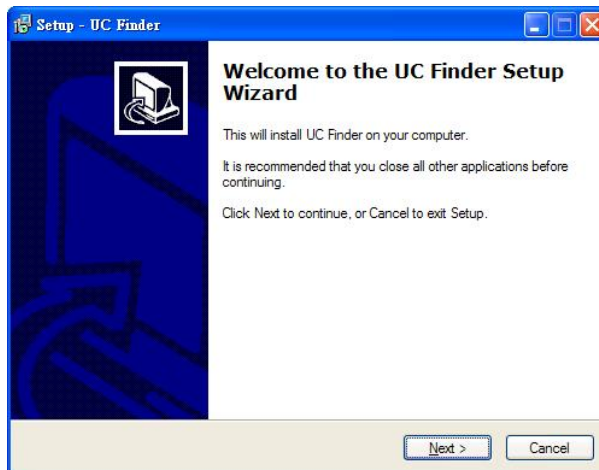 Setup - UC Finder
Welcome to the UC Finder Setup
Wizard
This will install UC Finder on your computer.
It is recommended that you close all other applications before
continuing.
Click Next to continue, or Cancel to exit Setup.
Next >
Cancel